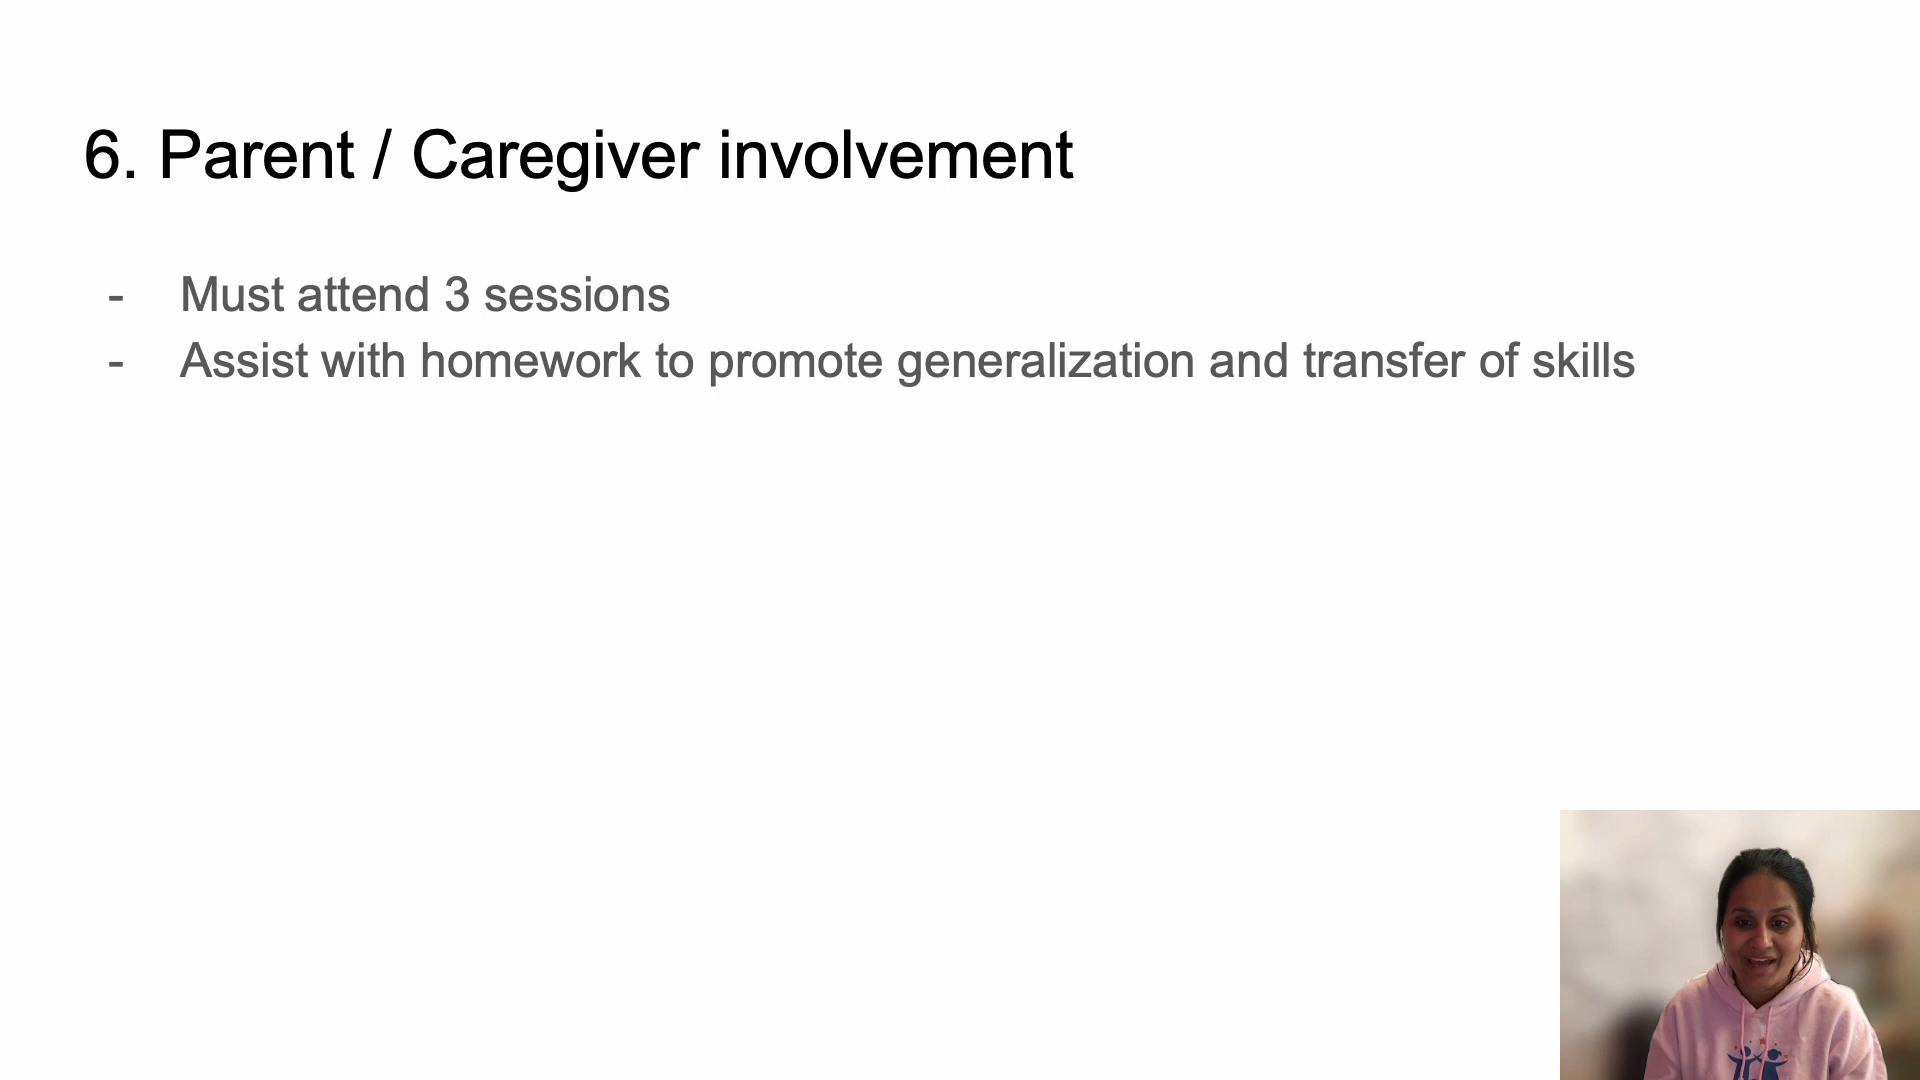 6. Parent / Caregiver involvement
- Must attend 3 sessions
- Assist with homework to promote generalization and transfer of skills